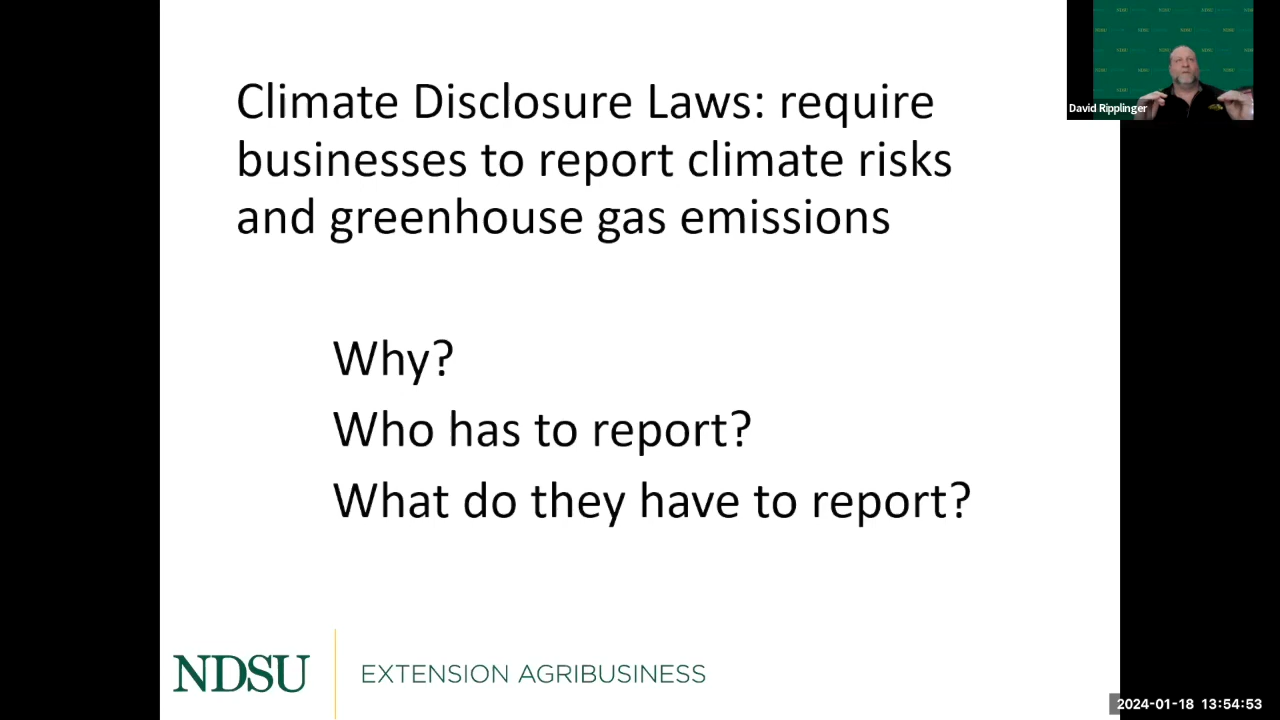 Climate Disclosure Laws: require
businesses to report climate risks
and greenhouse gas emissions
David Ripplinger
Why?
Who has to report?
What do they have to report?
NDSU
EXTENSION AGRIBUSINESS
2024-01-18 13:54:53